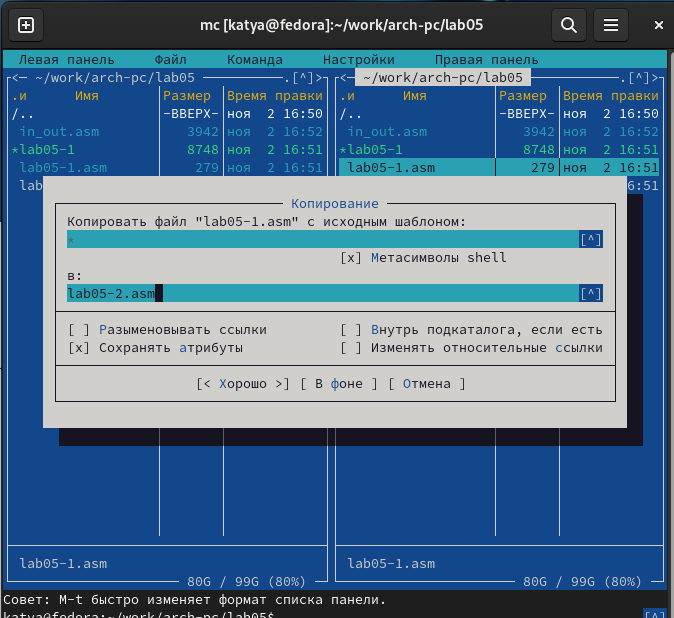 mc [katya@fedora]:~/work/arch-pc/lab05
Левая панель Файл Команда Настройки Правая панель
<— ~/work/arch-pc/lab05 .[^]> <— ~/work/arch-pc/lab05 .[^]>
.и Имя Размер Время правки .и Имя Размер Время правки
/.. -ВВЕРХ- ноя 2 16:50 /.. -ВВЕРХ- ноя 2 16:50
in_out.asm 3942 ноя 2 16:52 in_out.asm 3942 ноя 2 16:52
*lab05-1 8748 ноя 2 16:51 *lab05-1 8748 ноя 2 16:51
lab05-1.asm 279 ноя 2 16:51 lab05-1.asm 279 ноя 2 16:51
lab 6:51
Копирование
Копировать файл "lab05-1.asm" с исходным шаблоном:
* [^]
[x] Метасимволы shell
в:
lab05-2.asm [^]
[ ] Разыменовывать ссылки [ ] Внутрь подкаталога, если есть
[x] Сохранять атрибуты [ ] Изменять относительные ссылки
[< Хорошо >] [ В фоне ] [ Отмена ]
lab05-1.asm lab05-1.asm
80G / 99G (80%) 80G / 99G (80%)
Совет: M-t быстро изменяет формат списка панели.
katya@fedora:~/work/arch-pc/lab05$ [^]